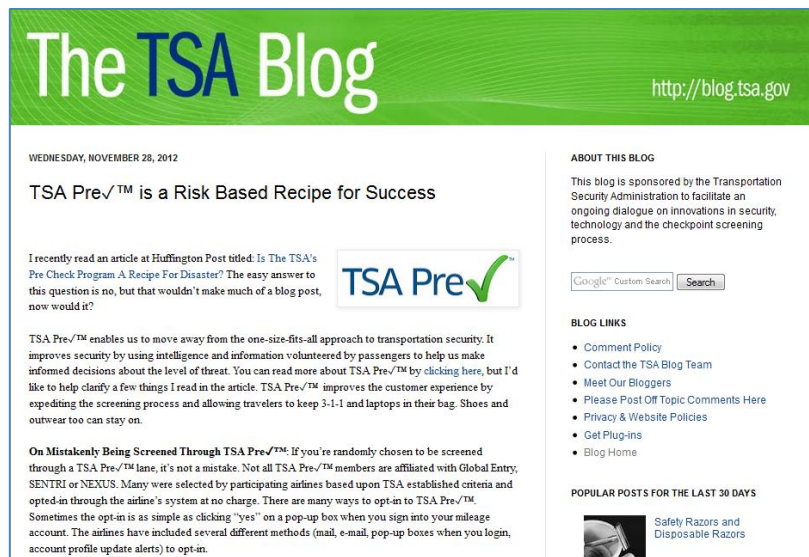 The TSA Blog
http://blog.tsa.gov
WEDNESDAY, NOVEMBER 28, 2012
TSA Pre✓™ is a Risk Based Recipe for Success
I recently read an article at Huffington Post titled: Is The TSA's
Pre Check Program A Recipe For Disaster? The easy answer to
this question is no, but that wouldn't make much of a blog post,
now would it?
TSA Pre✓™
TSA Pre✓™ enables us to move away from the one-size-fits-all approach to transportation security. It
improves security by using intelligence and information volunteered by passengers to help us make
informed decisions about the level of threat. You can read more about TSA Pre✓™ by clicking here, but I'd
like to help clarify a few things I read in the article. TSA Pre✓™ improves the customer experience by
expediting the screening process and allowing travelers to keep 3-1-1 and laptops in their bag. Shoes and
outwear too can stay on.
On Mistakenly Being Screened Through TSA Pre✓™: If you're randomly chosen to be screened
through a TSA Pre✓™ lane, it's not a mistake. Not all TSA Pre✓™ members are affiliated with Global Entry,
SENTRI or NEXUS. Many were selected by participating airlines based upon TSA established criteria and
opted-in through the airline's system at no charge. There are many ways to opt-in to TSA Pre✓™.
Sometimes the opt-in is as simple as clicking "yes" on a pop-up box when you sign into your mileage
account. The airlines have included several different methods (mail, e-mail, pop-up boxes when you login,
account profile update alerts) to opt-in.
ABOUT THIS BLOG
This blog is sponsored by the Transportation
Security Administration to facilitate an
ongoing dialogue on innovations in security,
technology and the checkpoint screening
process.
Google™ Custom Search Search
BLOG LINKS
Comment Policy
Contact the TSA Blog Team
Meet Our Bloggers
Please Post Off Topic Comments Here
Privacy & Website Policies
Get Plug-ins
Blog Home
POPULAR POSTS FOR THE LAST 30 DAYS
Safety Razors and
Disposable Razors